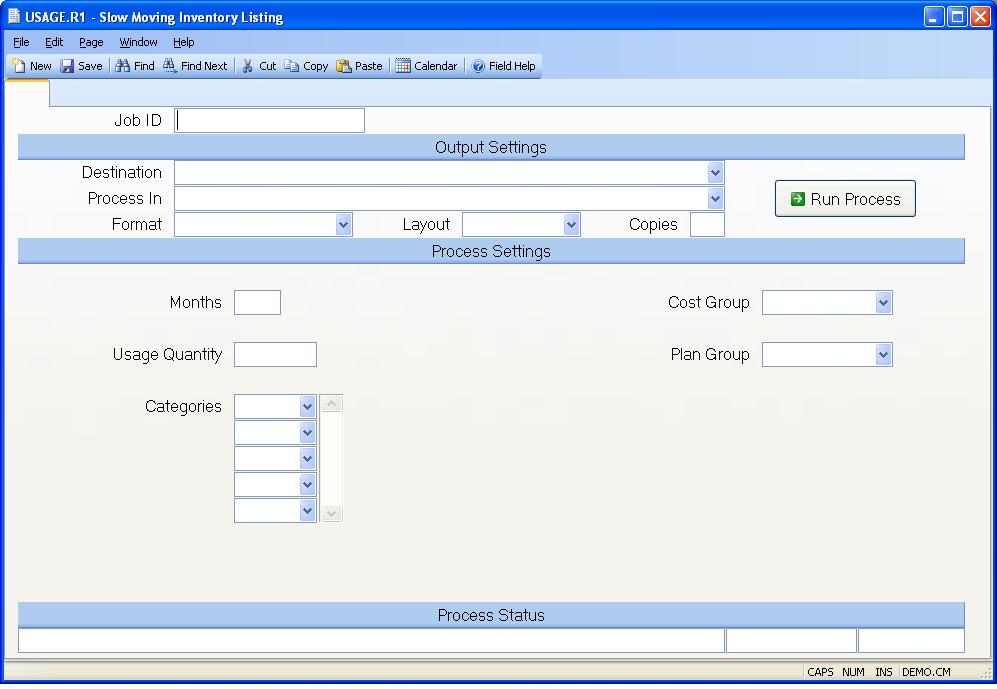 USAGE.R1 - Slow Moving Inventory Listing
File Edit Page Window Help
New Save Find Find Next Cut Copy Paste Calendar Field Help
Job ID
Output Settings
Destination
Process In
Run Process
Format Layout Copies
Process Settings
Months Cost Group
Usage Quantity Plan Group
Categories
Process Status
CAPS NUM INS DEMO.CM